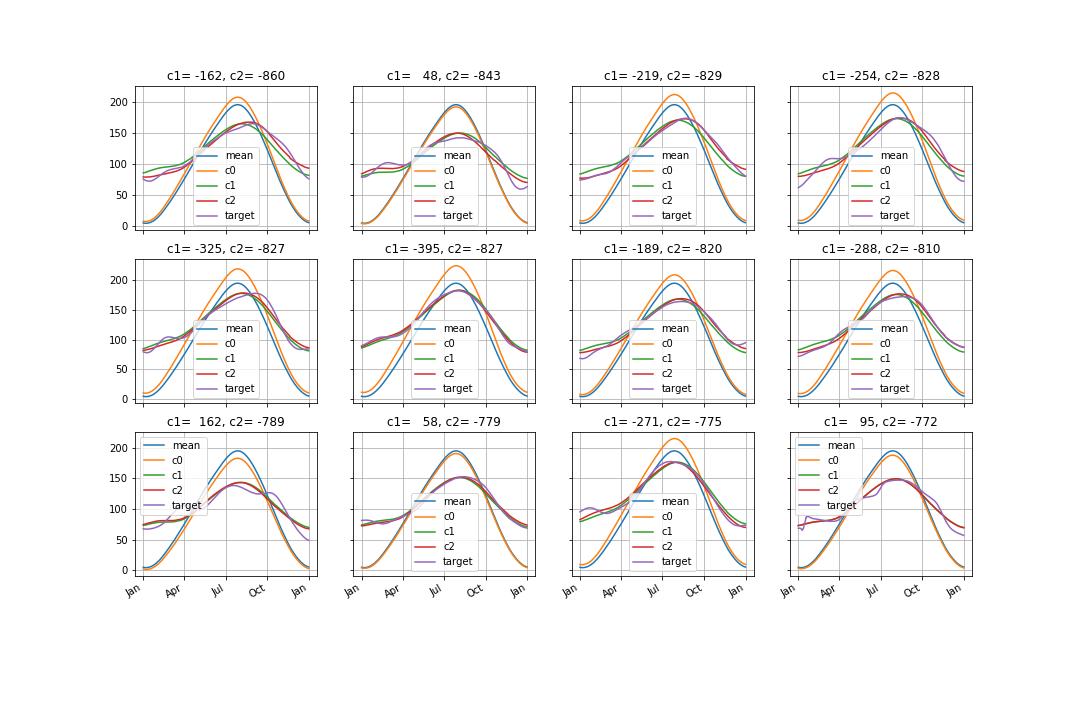 c1= -162, c2= -860
c1=   48, c2= -843
c1= -219, c2= -829
c1= -254, c2= -828
200
150
100
50
0
mean
c0
c1
c2
target
mean
c0
c1
c2
target
mean
c0
c1
c2
target
mean
c0
c1
c2
target
c1= -325, c2= -827
c1= -395, c2= -827
c1= -189, c2= -820
c1= -288, c2= -810
200
150
100
50
0
mean
c0
c1
c2
target
mean
c0
c1
c2
target
mean
c0
c1
c2
target
mean
c0
c1
c2
target
c1=  162, c2= -789
c1=   58, c2= -779
c1= -271, c2= -775
c1=   95, c2= -772
200
150
100
50
0
mean
c0
c1
c2
target
mean
c0
c1
c2
target
mean
c0
c1
c2
target
mean
c0
c1
c2
target
Jan Apr Jul Oct Jan
Jan Apr Jul Oct Jan
Jan Apr Jul Oct Jan
Jan Apr Jul Oct Jan